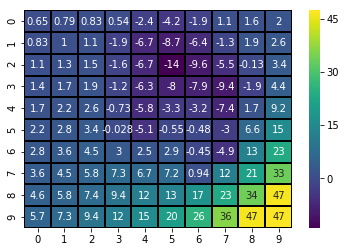 0 0.65 0.79 0.83 0.54 -2.4 -4.2 -1.9 1.1 1.6 2
1 0.83 1 1.1 -1.9 -6.7 -8.7 -6.4 -1.3 1.9 2.6
2 1.1 1.3 1.5 -1.6 -6.7 -14 -9.6 -5.5 -0.13 3.4
3 1.4 1.7 1.9 -1.2 -6.3 -8 -7.9 -9.4 -1.9 4.4
4 1.7 2.2 2.6 -0.73 -5.8 -3.3 -3.2 -7.4 1.7 9.2
5 2.2 2.8 3.4 -0.028 -5.1 -0.55 -0.48 -3 6.6 15
6 2.8 3.6 4.5 3 2.5 2.9 -0.45 -4.9 13 23
7 3.6 4.5 5.8 7.3 6.7 7.2 0.94 12 21 33
8 4.6 5.8 7.4 9.4 12 13 17 23 34 47
9 5.7 7.3 9.4 12 15 20 26 36 47 47
0 1 2 3 4 5 6 7 8 9
45
30
15
0